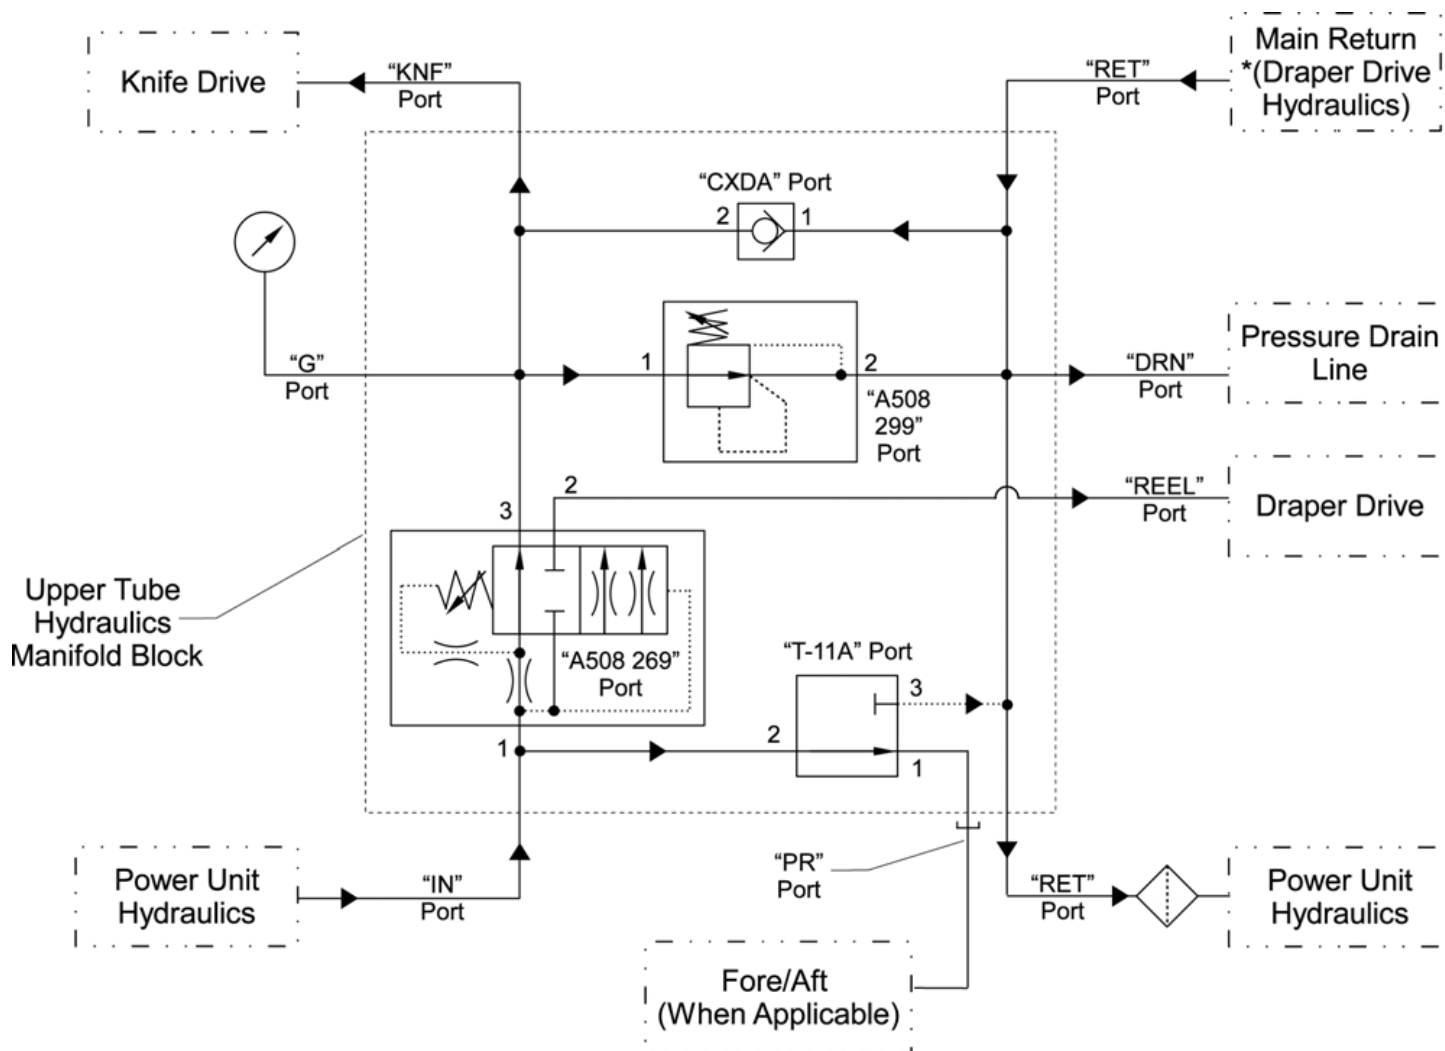 Knife Drive
“KNF”
Port
“RET”
Port
Main Return
*(Draper Drive
Hydraulics)
“CXDA” Port
2
1
“G”
Port
1
2
“A508
299”
Port
“DRN”
Port
Pressure Drain
Line
2
“REEL”
Port
Draper Drive
3
Upper Tube
Hydraulics
Manifold Block
“A508 269”
Port
“T-11A” Port
3
1
2
1
Power Unit
Hydraulics
“IN”
Port
“PR”
Port
“RET”
Port
Power Unit
Hydraulics
Fore/Aft
(When Applicable)